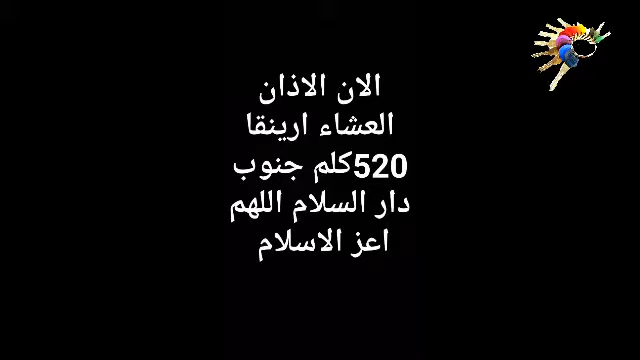 الان الاذان
العشاء ارينقا
520كلم جنوب
دار السلام اللهم
اعز الاسلام